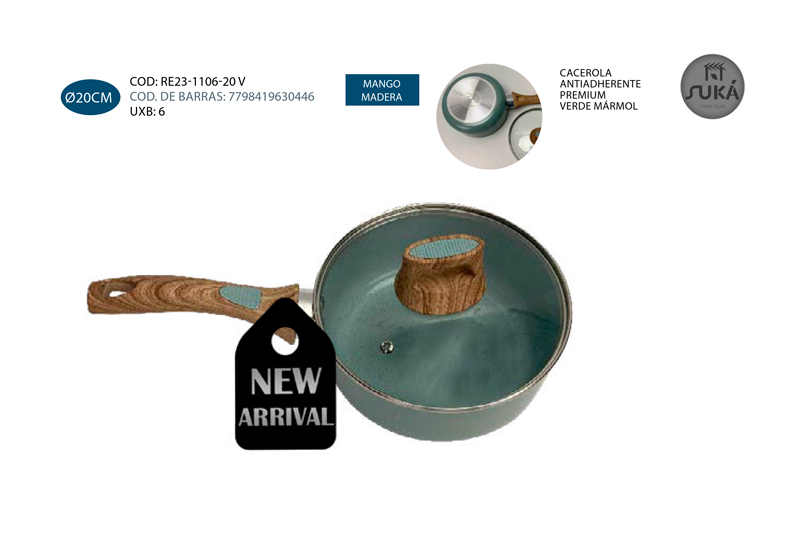 Ø20CM
COD: RE23-1106-20 V
COD. DE BARRAS: 7798419630446
UXB: 6
MANGO
MADERA
CACEROLA
ANTIADHERENTE
PREMIUM
VERDE MÁRMOL
SUKÁ
NEW
ARRIVAL